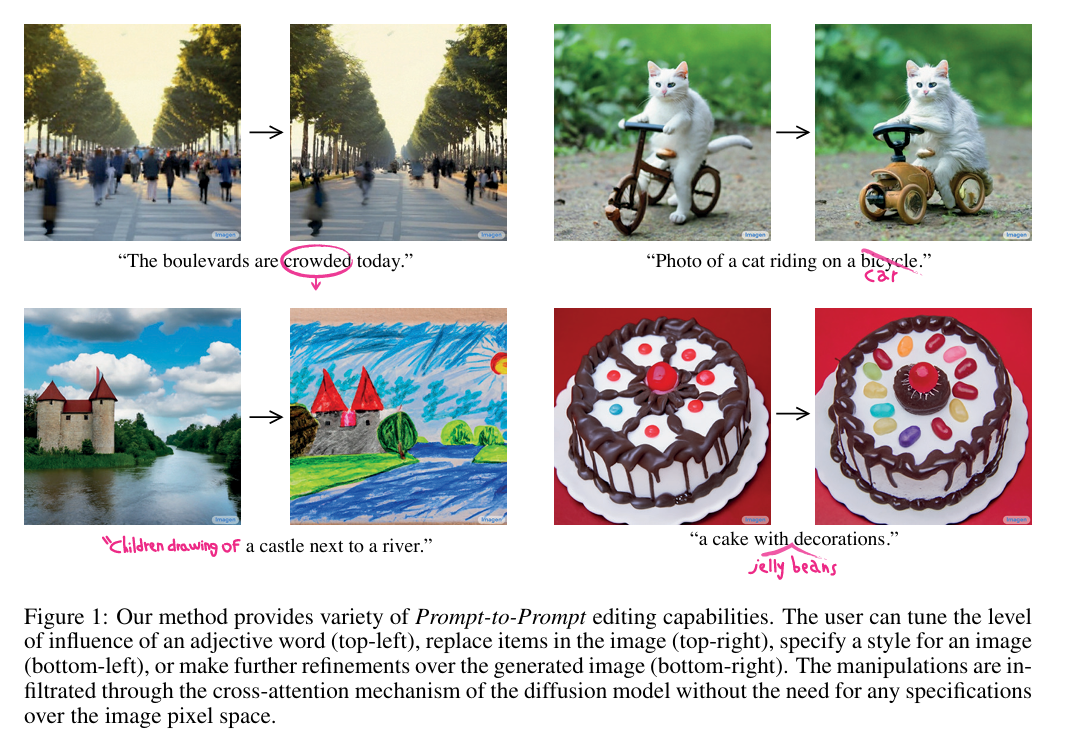 Imagen
Imagen
Imagen
Imagen
“The boulevards are crowded today.”
“Photo of a cat riding on a bicycle.”
car
Imagen
Imagen
Imagen
Imagen
“Children drawing of a castle next to a river.”
“a cake with decorations.”
jelly beans
Figure 1: Our method provides variety of Prompt-to-Prompt editing capabilities. The user can tune the level
of influence of an adjective word (top-left), replace items in the image (top-right), specify a style for an image
(bottom-left), or make further refinements over the generated image (bottom-right). The manipulations are in-
filtrated through the cross-attention mechanism of the diffusion model without the need for any specifications
over the image pixel space.